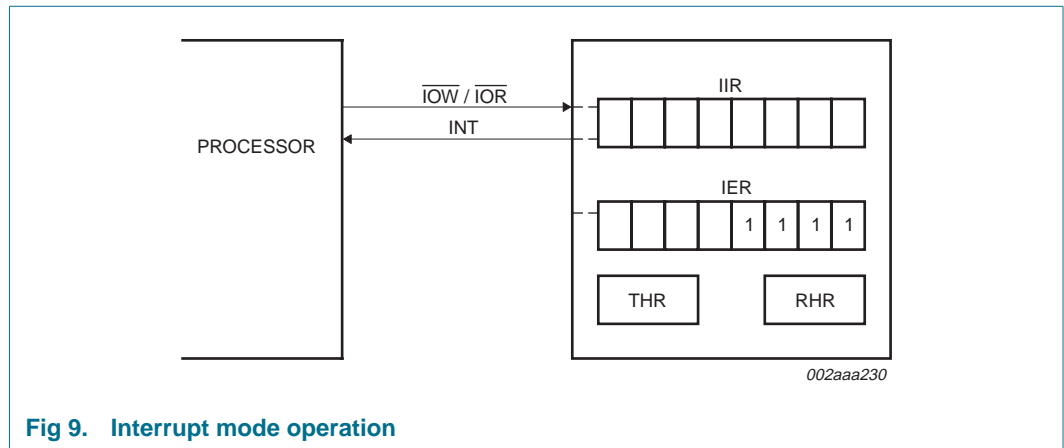 IOW / IOR
IIR
INT
PROCESSOR
IER
1 1 1 1
THR
RHR
002aaa230
Fig 9. Interrupt mode operation